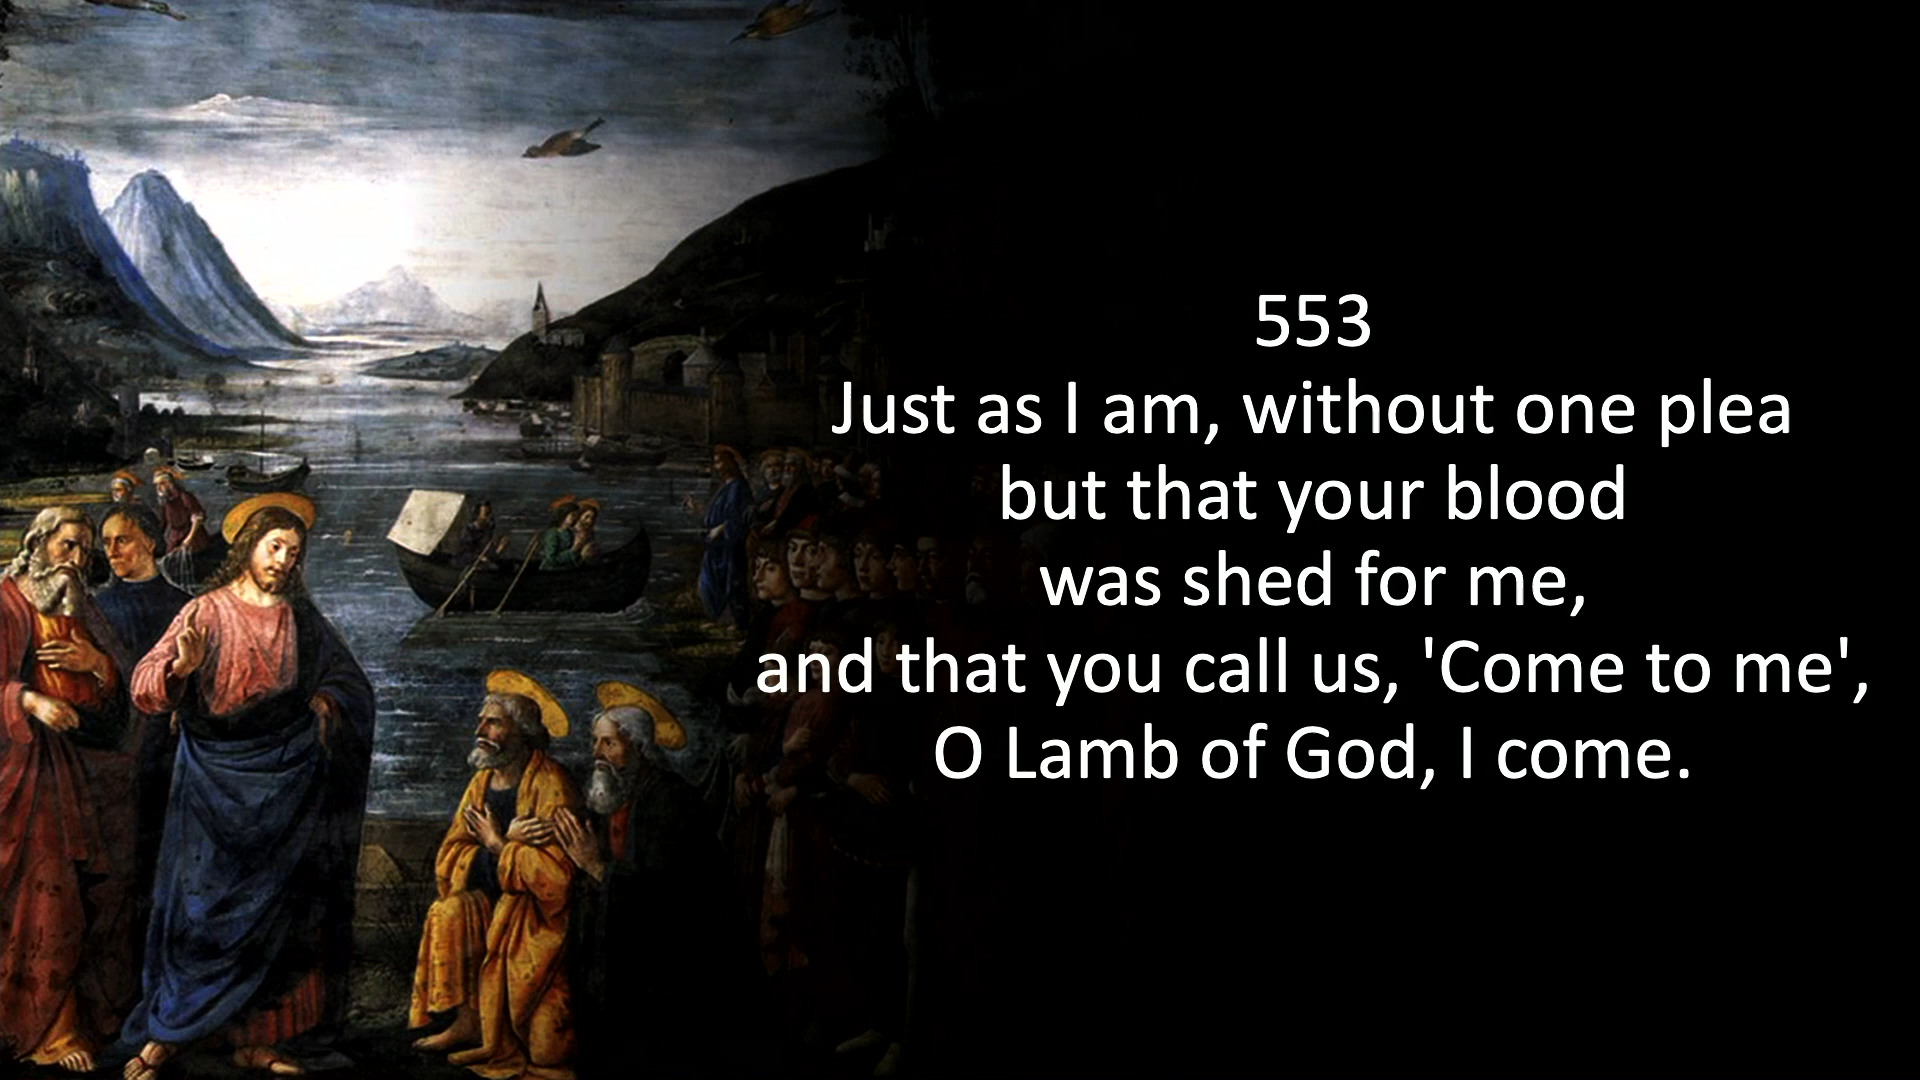 553
Just as I am, without one plea
but that your blood
was shed for me,
and that you call us, 'Come to me',
O Lamb of God, I come.